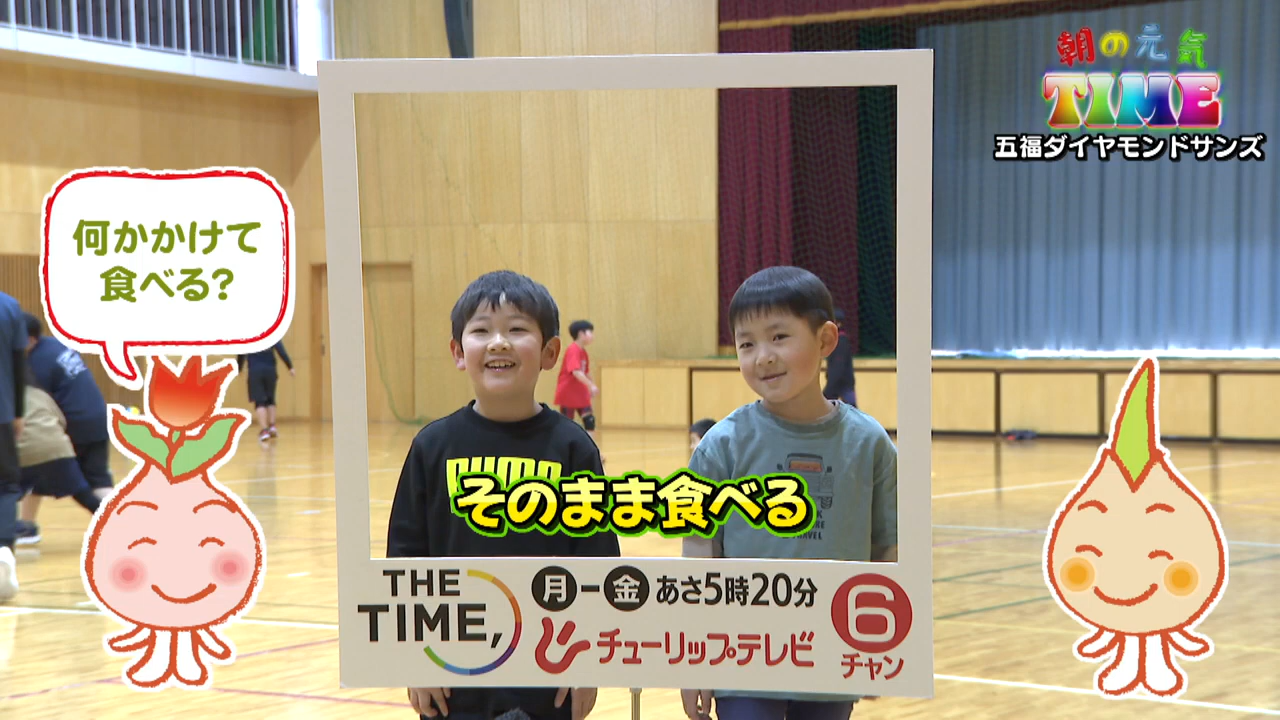 朝の元気
TIME
五福ダイヤモンドサンズ
何かかけて
食べる?
PUMA
そのまま食べる
THE
TIME,
月-金 あさ5時20分
チューリップテレビ
6
チャン